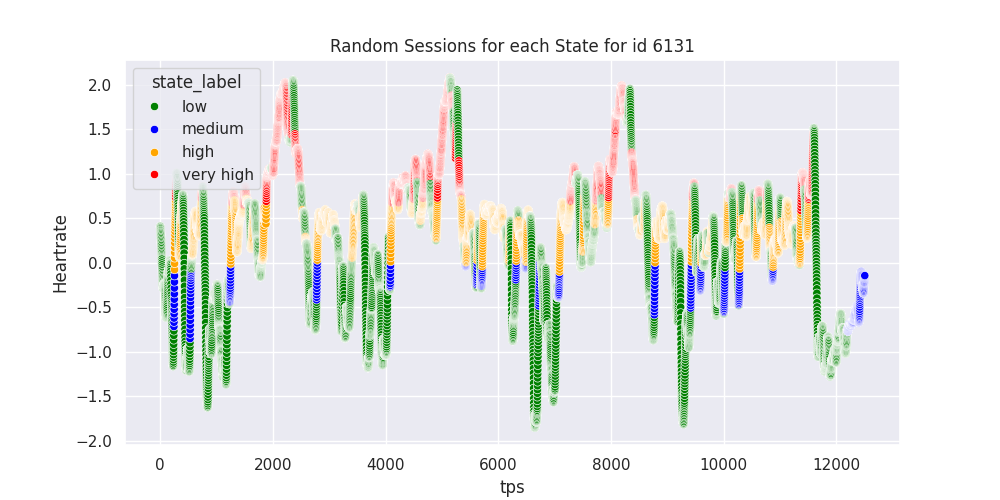 Random Sessions for each State for id 6131
state_label
low
medium
high
very high
Heartrate
2.0
1.5
1.0
0.5
0.0
−0.5
−1.0
−1.5
−2.0
0 2000 4000 6000 8000 10000 12000
tps